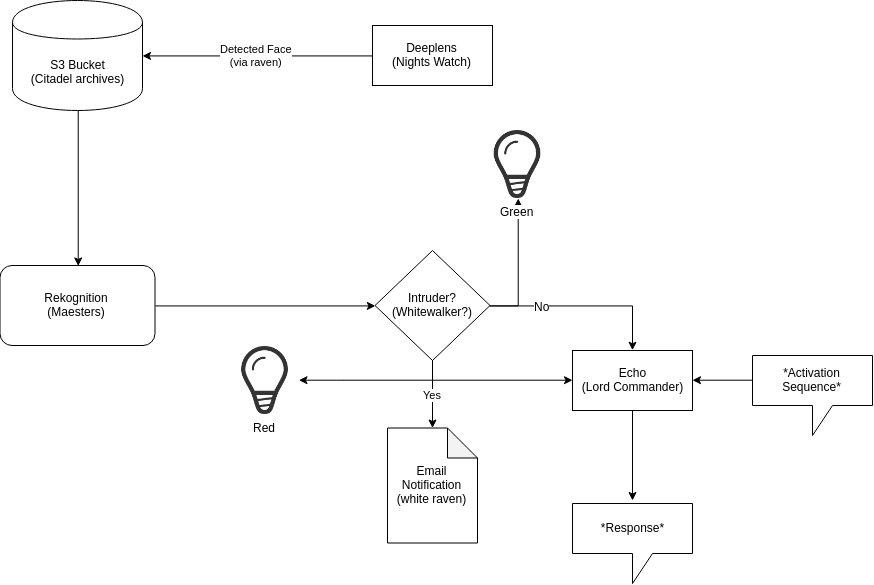 S3 Bucket
(Citadel archives)
Detected Face
(via raven)
Deeplens
(Nights Watch)
Green
Rekognition
(Maesters)
Intruder?
(Whitewalker?)
No
Red
Yes
Echo
(Lord Commander)
*Activation
Sequence*
Email
Notification
(white raven)
*Response*